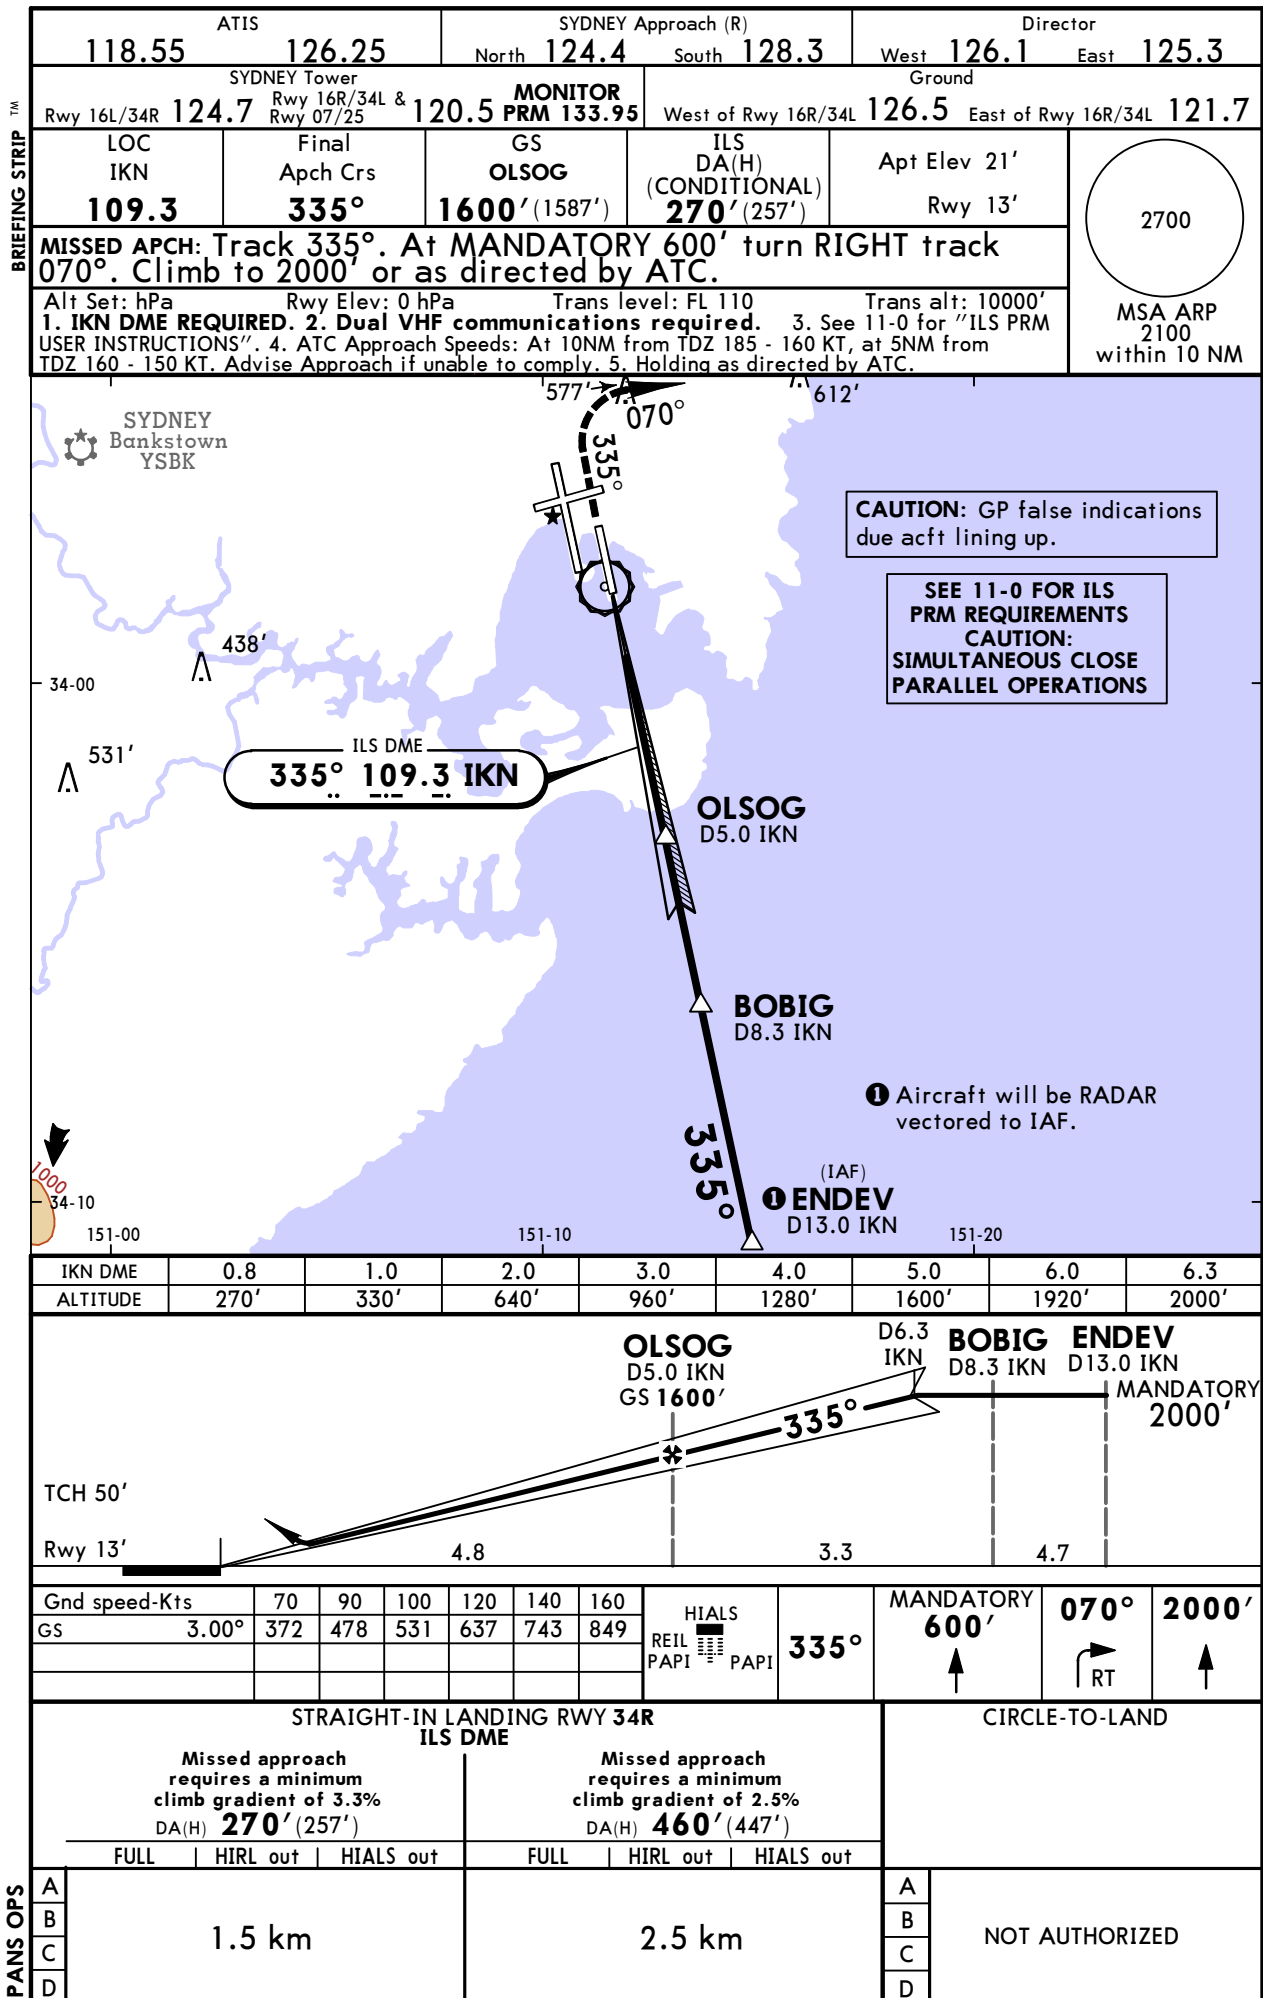 ATIS
118.55 126.25
SYDNEY Approach (R)
North 124.4 South 128.3
Director
West 126.1 East 125.3
SYDNEY Tower
Rwy 16L/34R 124.7 Rwy 16R/34L & Rwy 07/25 120.5 MONITOR PRM 133.95
Ground
West of Rwy 16R/34L 126.5 East of Rwy 16R/34L 121.7
BRIEFING STRIP TM
LOC
IKN
109.3
Final
Apch Crs
335°
GS
OLSOG
1600' (1587')
ILS
DA(H)
(CONDITIONAL)
270' (257')
Apt Elev 21'
Rwy 13'
2700
MSA ARP
2100
within 10 NM
MISSED APCH: Track 335°. At MANDATORY 600' turn RIGHT track
070°. Climb to 2000' or as directed by ATC.
Alt Set: hPa Rwy Elev: 0 hPa Trans level: FL 110 Trans alt: 10000'
1. IKN DME REQUIRED. 2. Dual VHF communications required. 3. See 11-0 for "ILS PRM
USER INSTRUCTIONS". 4. ATC Approach Speeds: At 10NM from TDZ 185 - 160 KT, at 5NM from
TDZ 160 - 150 KT. Advise Approach if unable to comply. 5. Holding as directed by ATC.
577'
612'
070°
335°
SYDNEY
Bankstown
YSBK
CAUTION: GP false indications
due acft lining up.
SEE 11-0 FOR ILS
PRM REQUIREMENTS
CAUTION:
SIMULTANEOUS CLOSE
PARALLEL OPERATIONS
438'
34-00
531'
ILS DME
335° 109.3 IKN
OLSOG
D5.0 IKN
BOBIG
D8.3 IKN
1 Aircraft will be RADAR
vectored to IAF.
335°
(IAF)
1 ENDEV
D13.0 IKN
1000
34-10
151-00
151-10
151-20
IKN DME 0.8 1.0 2.0 3.0 4.0 5.0 6.0 6.3
ALTITUDE 270' 330' 640' 960' 1280' 1600' 1920' 2000'
OLSOG
D5.0 IKN
GS 1600'
D6.3
IKN
BOBIG
D8.3 IKN
ENDEV
D13.0 IKN
MANDATORY
2000'
335°
TCH 50'
Rwy 13'
4.8 3.3 4.7
Gnd speed-Kts 70 90 100 120 140 160
GS 3.00° 372 478 531 637 743 849
HIALS
REIL
PAPI PAPI
335°
MANDATORY
600'
070°
RT
2000'
STRAIGHT-IN LANDING RWY 34R
ILS DME
Missed approach
requires a minimum
climb gradient of 3.3%
DA(H) 270' (257')
Missed approach
requires a minimum
climb gradient of 2.5%
DA(H) 460' (447')
FULL HIRL out HIALS out
FULL HIRL out HIALS out
CIRCLE-TO-LAND
PANS OPS
A
B
C
D
1.5 km
2.5 km
A
B
C
D
NOT AUTHORIZED